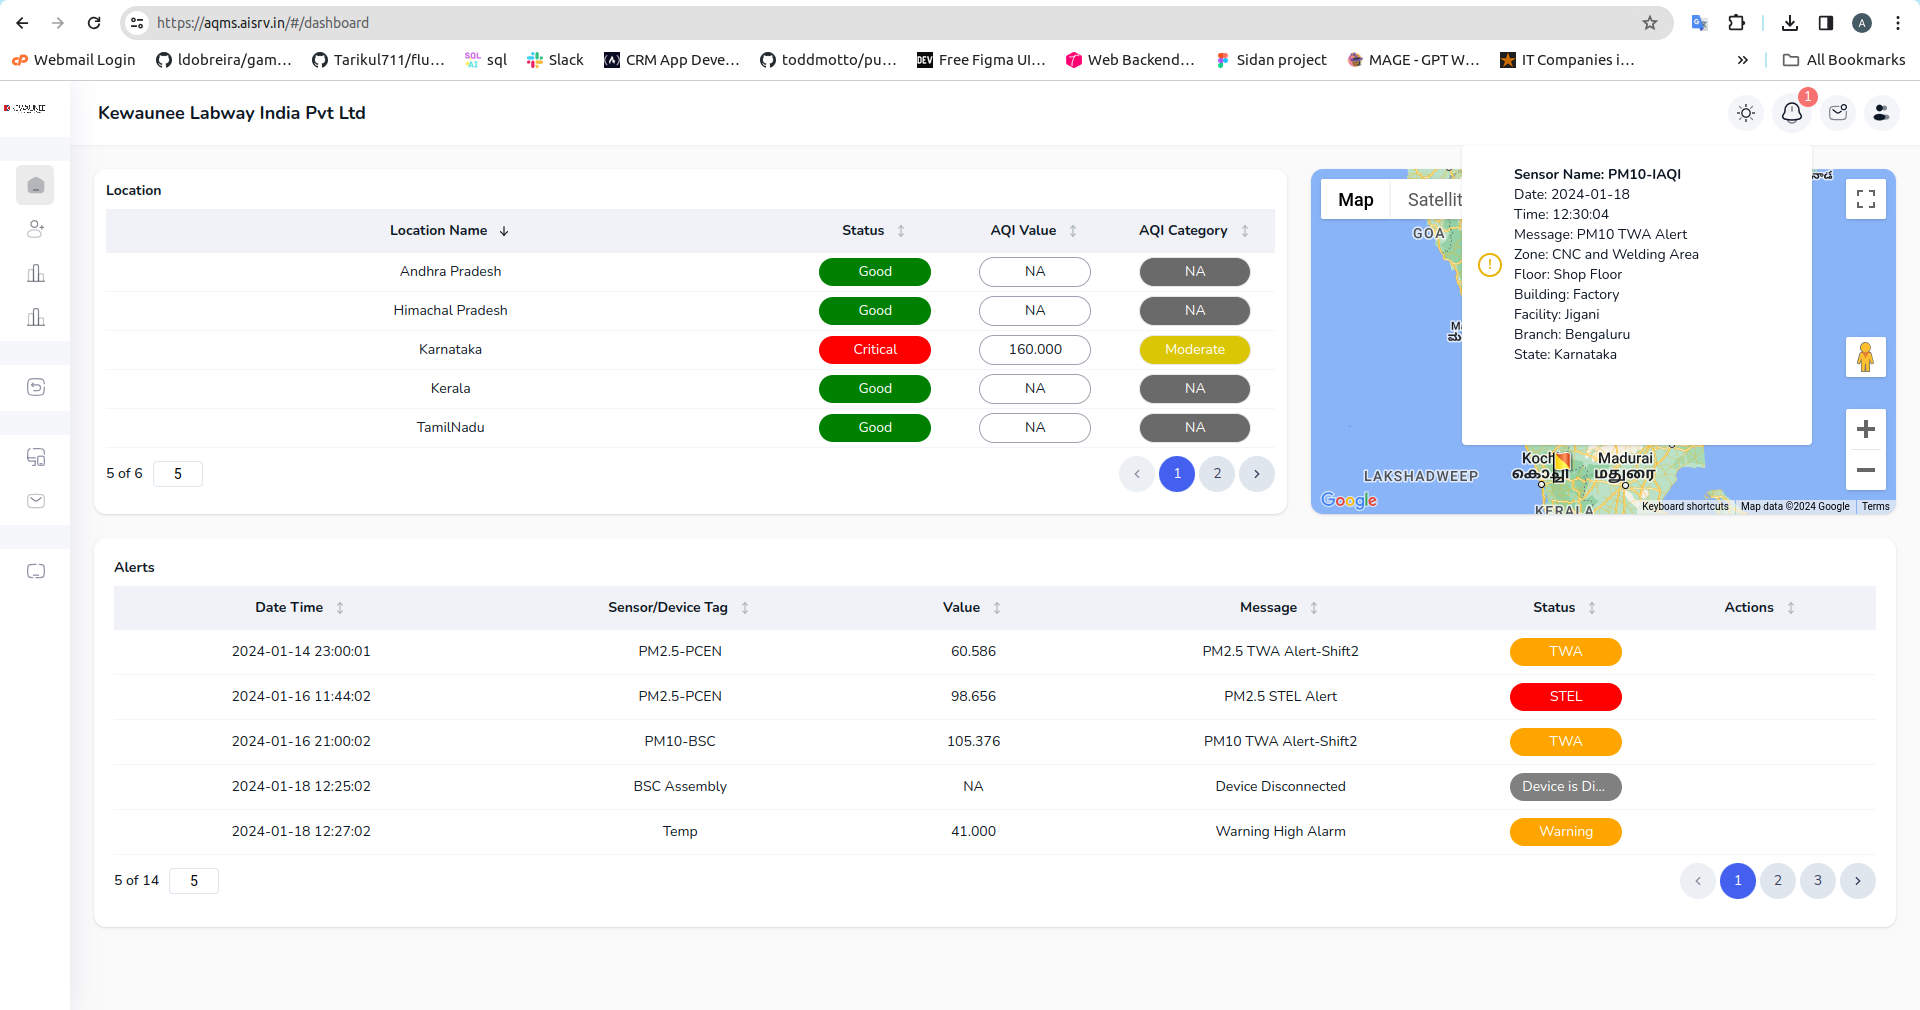 https://aqms.aisrv.in/#/dashboard
A
Webmail Login
ldobreira/gam...
Tarikul711/flu...
SQL AI sql
Slack
CRM App Deve...
toddmotto/pu...
DEV Free Figma UI...
Web Backend...
Sidan project
MAGE - GPT W...
IT Companies i...
»
All Bookmarks
KEWAUNEE
Kewaunee Labway India Pvt Ltd
1
Location
Location Name Status AQI Value AQI Category
Andhra Pradesh Good NA NA
Himachal Pradesh Good NA NA
Karnataka Critical 160.000 Moderate
Kerala Good NA NA
TamilNadu Good NA NA
5 of 6 5
1 2
Map Satellit
GOA
Sensor Name: PM10-IAQI
Date: 2024-01-18
Time: 12:30:04
Message: PM10 TWA Alert
Zone: CNC and Welding Area
Floor: Shop Floor
Building: Factory
Facility: Jigani
Branch: Bengaluru
State: Karnataka
Kochi
கொச்சி
Madurai
மதுரை
LAKSHADWEEP
KERALA
Google
Keyboard shortcuts Map data ©2024 Google Terms
Alerts
Date Time Sensor/Device Tag Value Message Status Actions
2024-01-14 23:00:01 PM2.5-PCEN 60.586 PM2.5 TWA Alert-Shift2 TWA
2024-01-16 11:44:02 PM2.5-PCEN 98.656 PM2.5 STEL Alert STEL
2024-01-16 21:00:02 PM10-BSC 105.376 PM10 TWA Alert-Shift2 TWA
2024-01-18 12:25:02 BSC Assembly NA Device Disconnected Device is Di...
2024-01-18 12:27:02 Temp 41.000 Warning High Alarm Warning
5 of 14 5
1 2 3